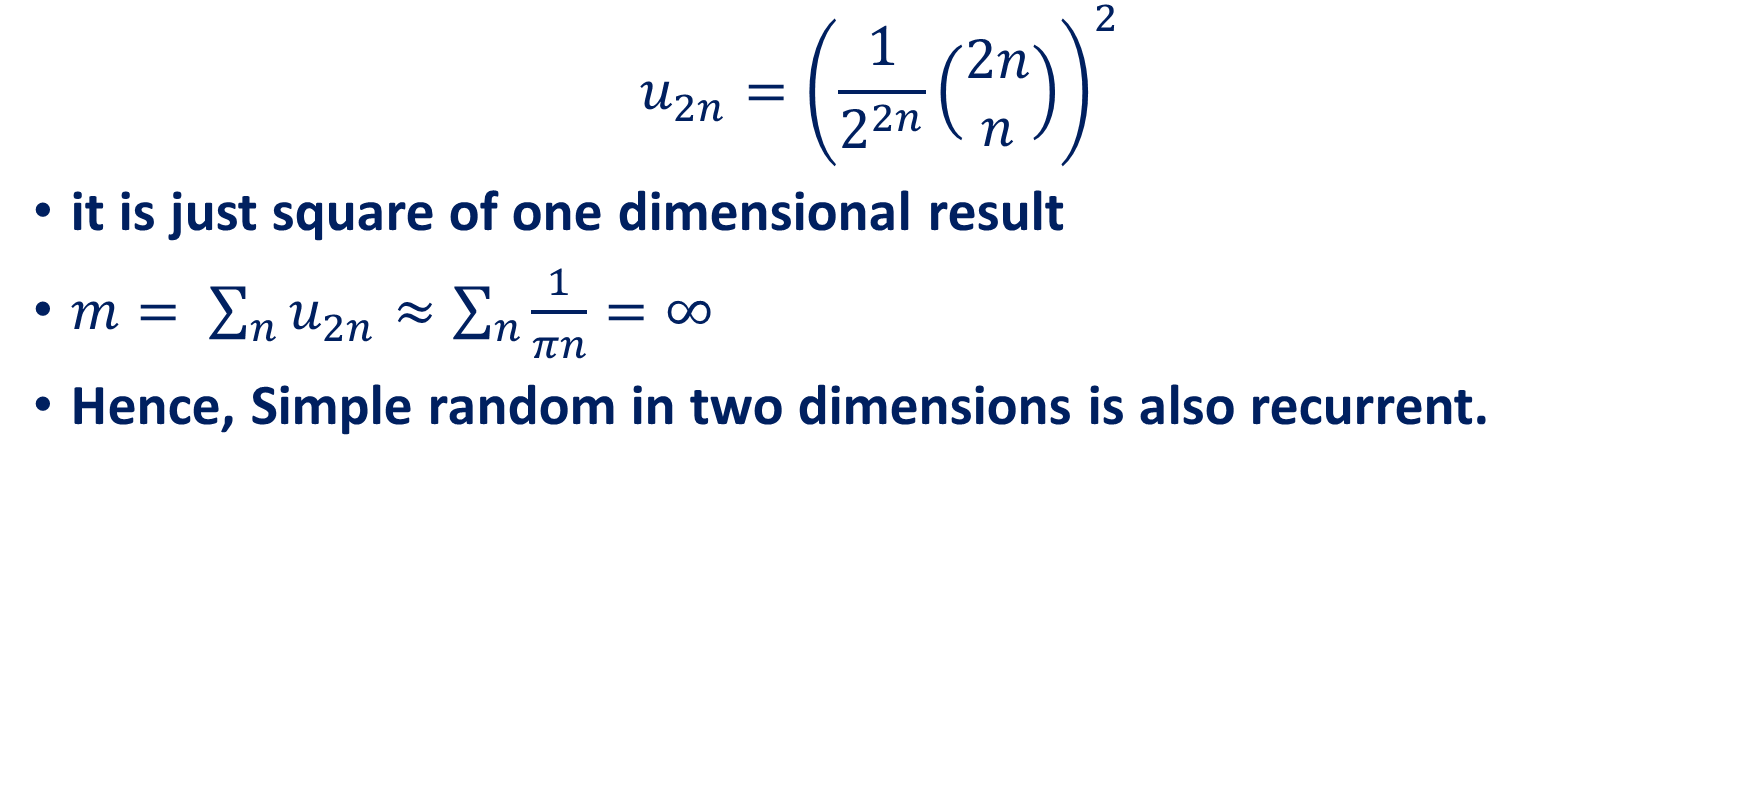 $u_{2n} = \left(\frac{1}{2^{2n}}\binom{2n}{n}\right)^2$
• it is just square of one dimensional result
• $m = \sum_n u_{2n} \approx \sum_n \frac{1}{\pi n} = \infty$
• Hence, Simple random in two dimensions is also recurrent.